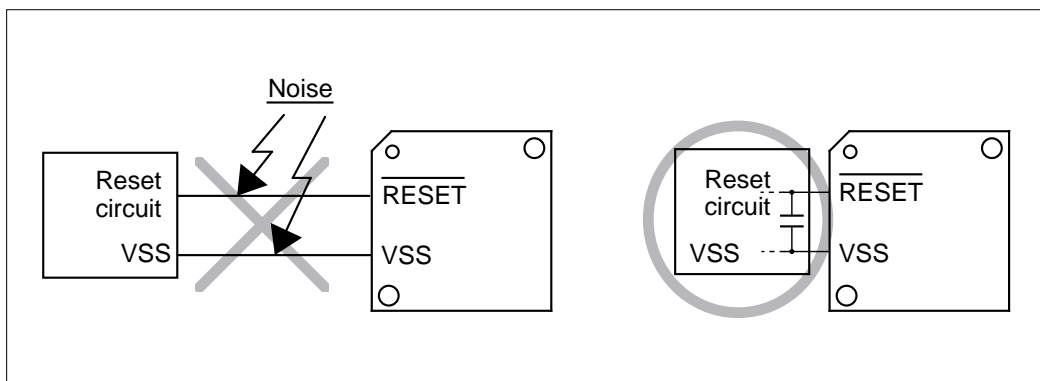 Noise
Reset
circuit
VSS
RESET
VSS
Reset
circuit
VSS
RESET
VSS